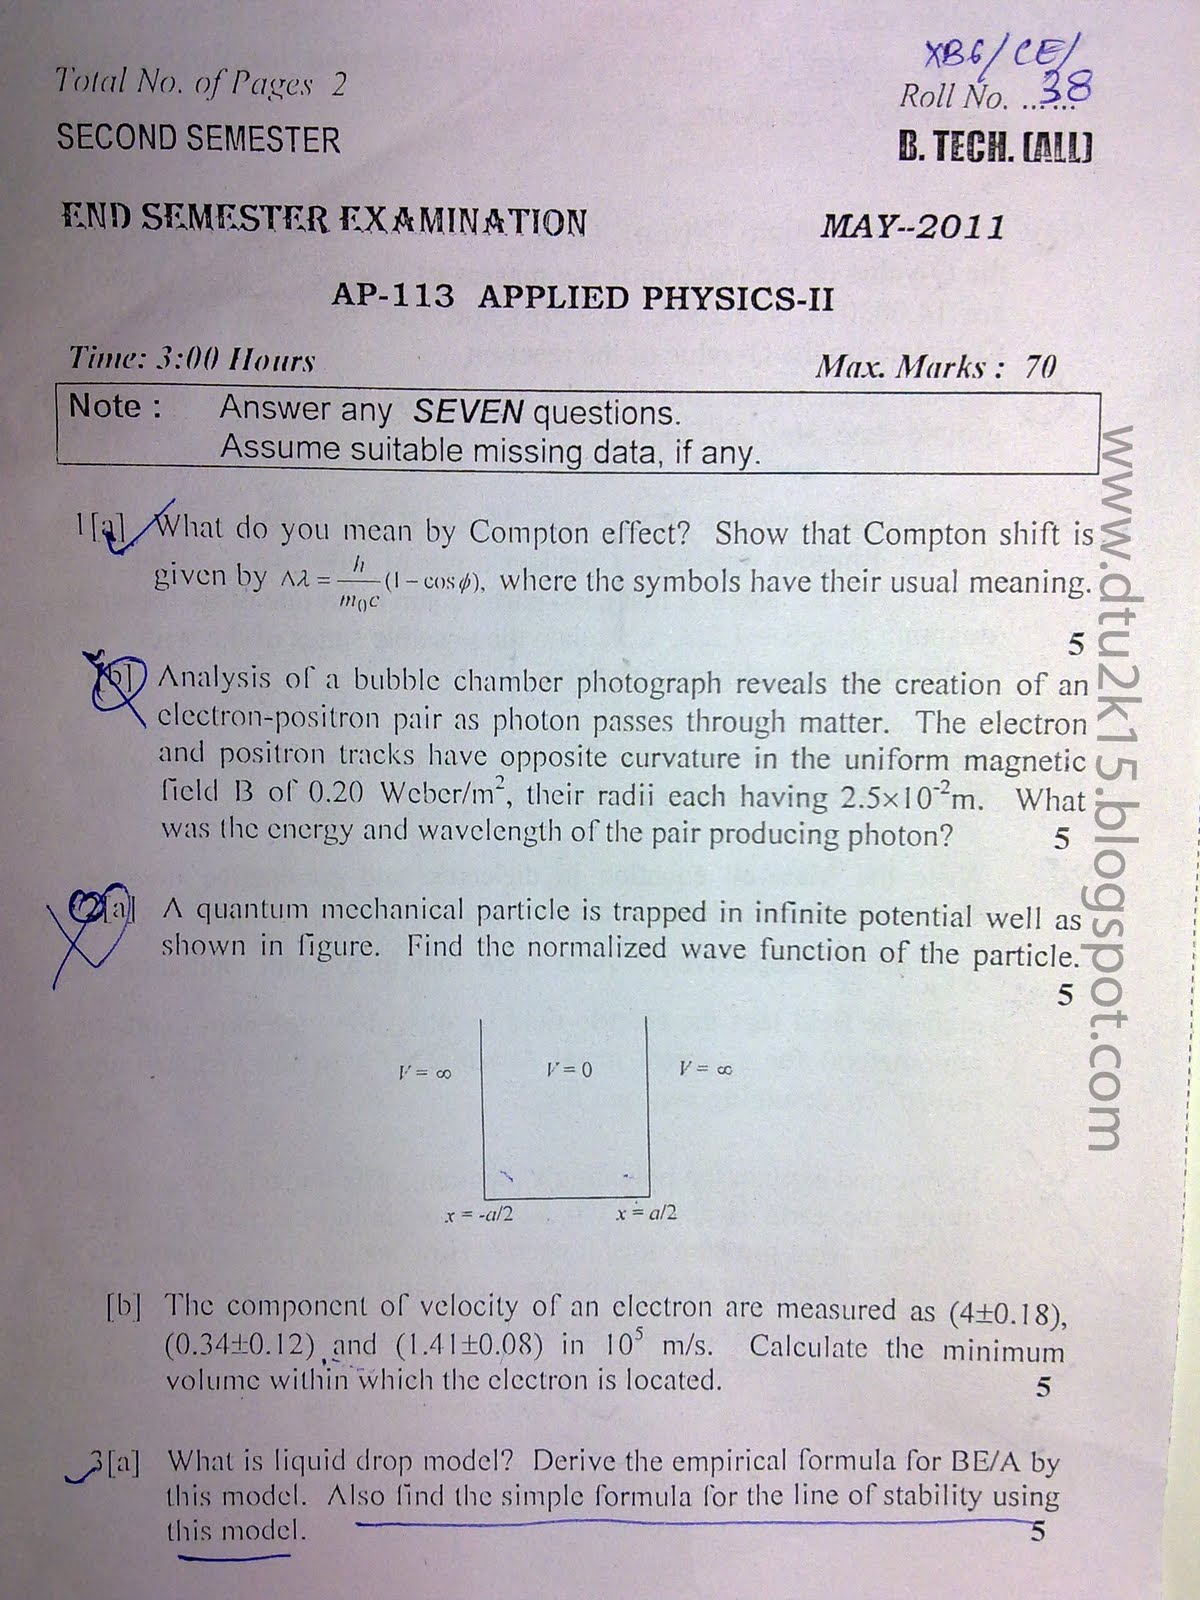 XB6/CE/
Total No. of Pages 2
Roll No. ...38...
SECOND SEMESTER
B. TECH. [ALL]
END SEMESTER EXAMINATION MAY--2011
AP-113 APPLIED PHYSICS-II
Time: 3:00 Hours Max. Marks : 70
Note : Answer any SEVEN questions.
Assume suitable missing data, if any.
1[a] What do you mean by Compton effect? Show that Compton shift is
given by Δλ = h/m₀c (1 – cos φ), where the symbols have their usual meaning.
5
[b] Analysis of a bubble chamber photograph reveals the creation of an
electron-positron pair as photon passes through matter. The electron
and positron tracks have opposite curvature in the uniform magnetic
field B of 0.20 Weber/m², their radii each having 2.5×10⁻²m. What
was the energy and wavelength of the pair producing photon? 5
2[a] A quantum mechanical particle is trapped in infinite potential well as
shown in figure. Find the normalized wave function of the particle.
5
V = ∞ V = 0 V = ∞
x = -a/2 x = a/2
[b] The component of velocity of an electron are measured as (4±0.18),
(0.34±0.12) and (1.41±0.08) in 10⁵ m/s. Calculate the minimum
volume within which the electron is located. 5
3[a] What is liquid drop model? Derive the empirical formula for BE/A by
this model. Also find the simple formula for the line of stability using
this model. 5
www.dtu2k15.blogspot.com